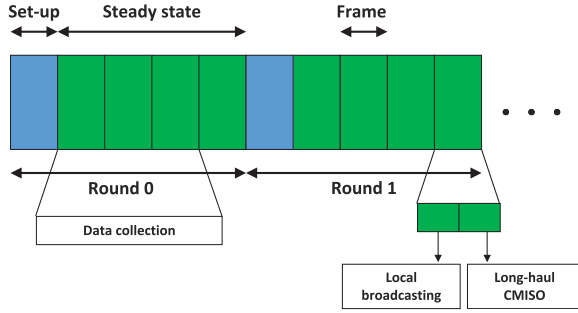 Set-up
Steady state
Frame
Round 0
Round 1
Data collection
Local
broadcasting
Long-haul
CMISO